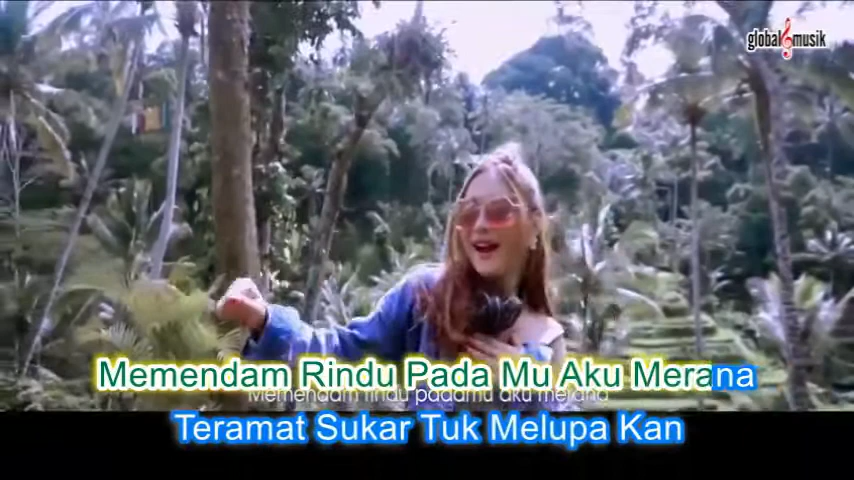 global musik
Memendam Rindu Pada Mu Aku Merana
Memendam rindu padamu aku merana
Teramat Sukar Tuk Melupa Kan